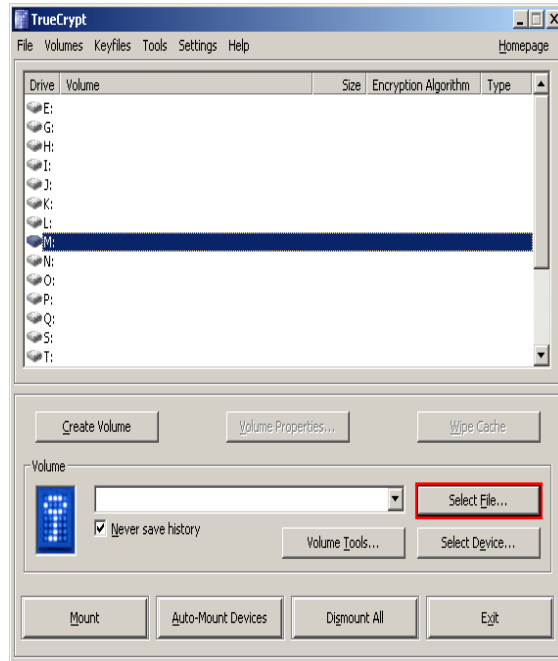 TrueCrypt
File Volumes Keyfiles Tools Settings Help Homepage
Drive Volume Size Encryption Algorithm Type
E:
G:
H:
I:
J:
K:
L:
M:
N:
O:
P:
Q:
S:
T:
Create Volume Volume Properties... Wipe Cache
Volume
Select File...
Never save history
Volume Tools... Select Device...
Mount Auto-Mount Devices Dismount All Exit